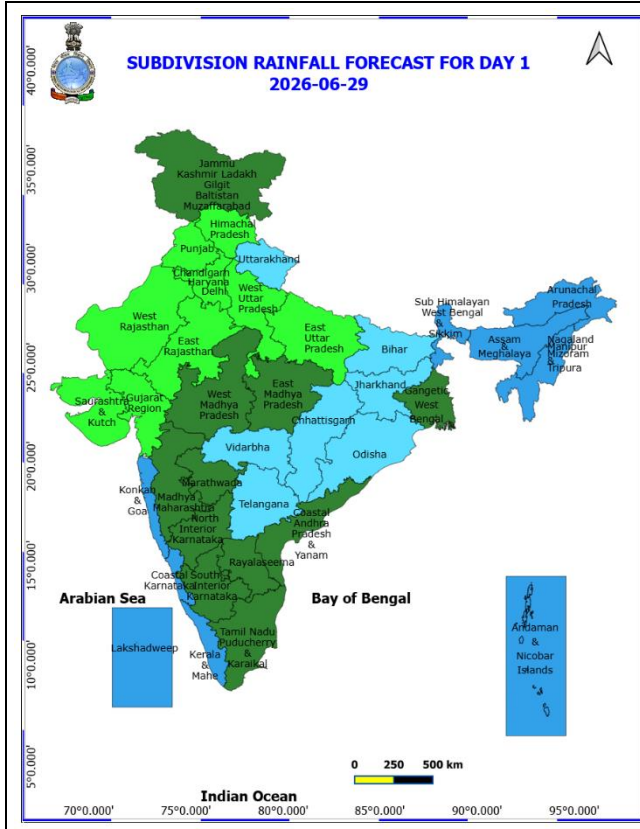 SUBDIVISION RAINFALL FORECAST FOR DAY 1
2026-06-29
40°0.000'
35°0.000'
30°0.000'
25°0.000'
20°0.000'
15°0.000'
10°0.000'
5°0.000'
Jammu
Kashmir Ladakh
Gilgit
Baltistan
Muzaffarabad
Himachal
Pradesh
Punjab
Uttarakhand
Chandigarh
Haryana
Delhi
West
Uttar
Pradesh
West
Rajasthan
East
Rajasthan
East
Uttar
Pradesh
Sub Himalayan
West Bengal
&
Sikkim
Arunachal
Pradesh
Assam
&
Meghalaya
Nagaland
Manipur
Mizoram
&
Tripura
Bihar
Jharkhand
Gangetic
West
Bengal
Saurashtra
&
Kutch
Gujarat
Region
West
Madhya
Pradesh
East
Madhya
Pradesh
Chhattisgarh
Vidarbha
Odisha
Konkan
&
Goa
Madhya
Maharashtra
Marathwada
Telangana
North
Interior
Karnataka
Coastal
Andhra
Pradesh
&
Yanam
Rayalaseema
Coastal
Karnataka
South
Interior
Karnataka
Arabian Sea
Bay of Bengal
Lakshadweep
Kerala
&
Mahe
Tamil Nadu
Puducherry
&
Karaikal
Andaman
&
Nicobar
Islands
0 250 500 km
Indian Ocean
70°0.000' 75°0.000' 80°0.000' 85°0.000' 90°0.000' 95°0.000'